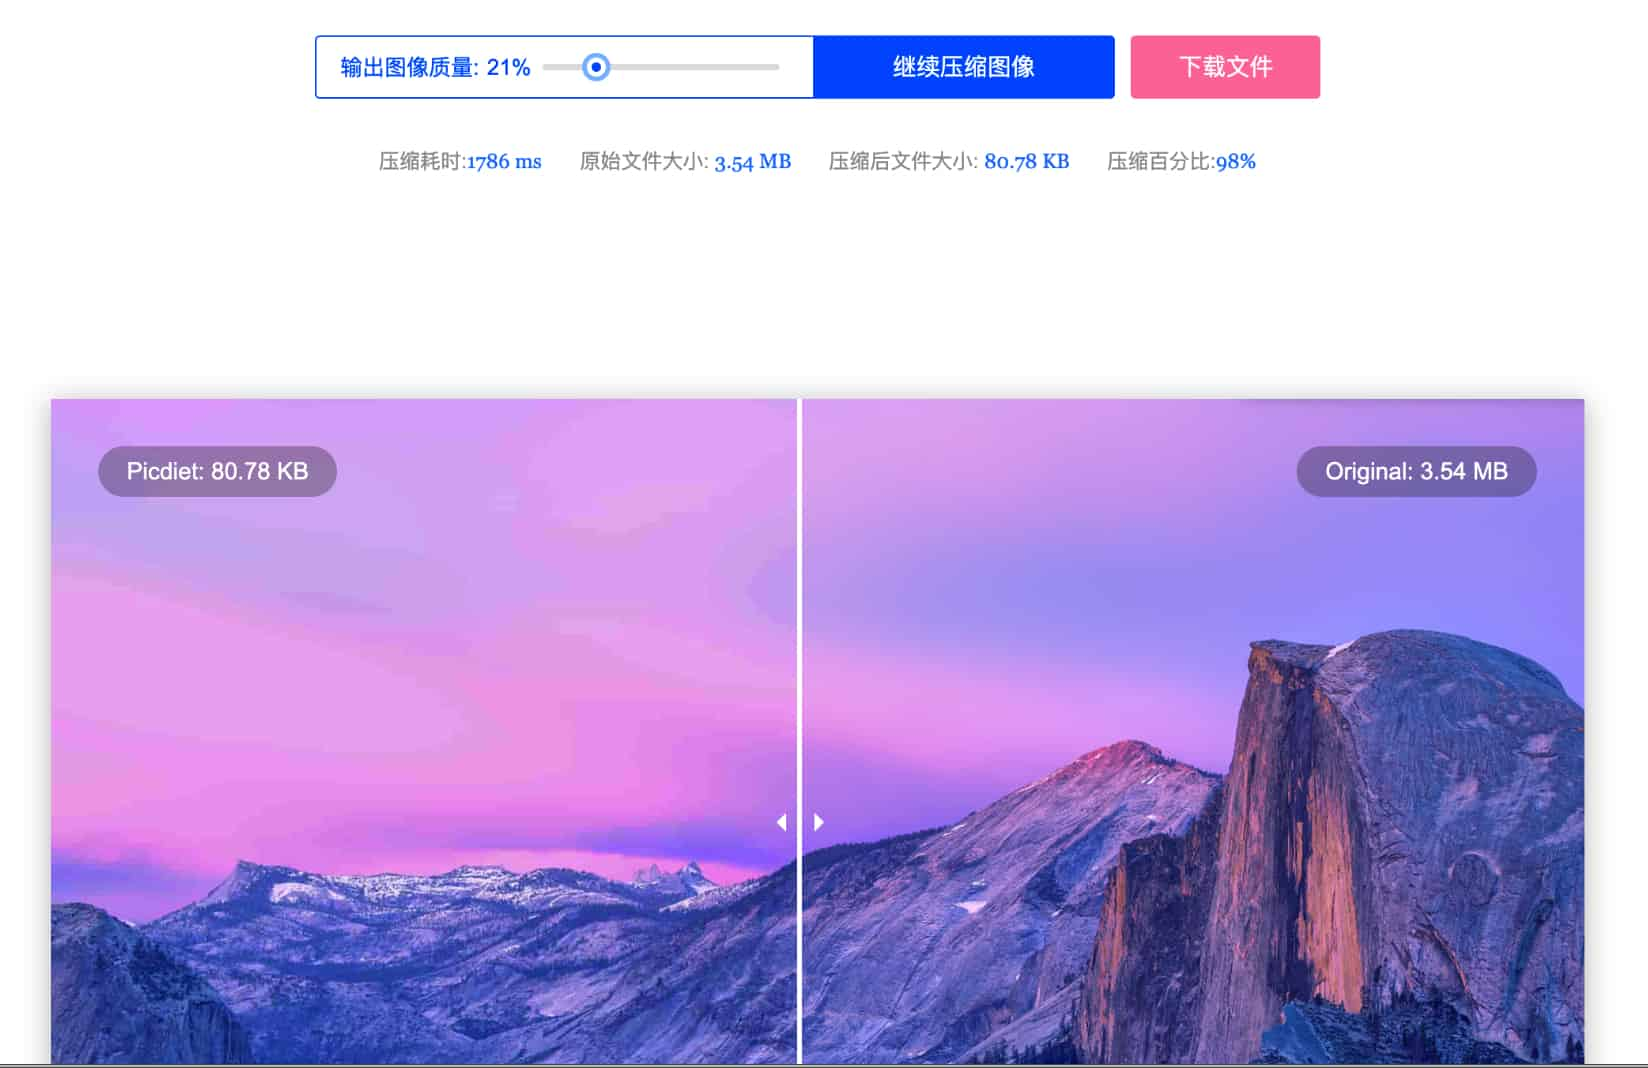 输出图像质量: 21%
继续压缩图像
下载文件
压缩耗时:1786 ms 原始文件大小: 3.54 MB 压缩后文件大小: 80.78 KB 压缩百分比:98%
Picdiet: 80.78 KB
Original: 3.54 MB